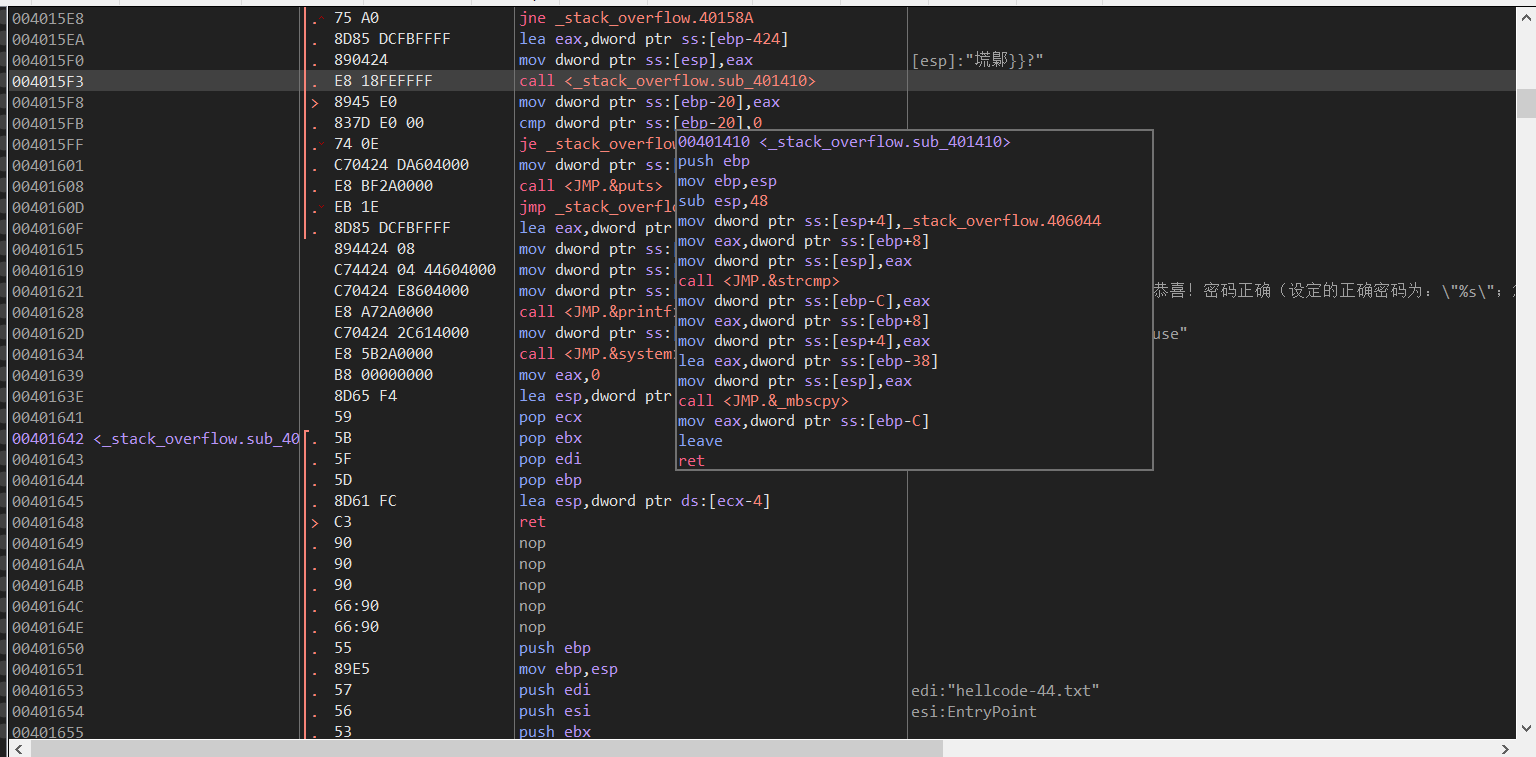 004015E8 . 75 A0 jne _stack_overflow.40158A
004015EA . 8D85 DCFBFFFF lea eax,dword ptr ss:[ebp-424]
004015F0 . 890424 mov dword ptr ss:[esp],eax [esp]:"塃鄓}}?"
004015F3 . E8 18FEFFFF call <_stack_overflow.sub_401410>
004015F8 > 8945 E0 mov dword ptr ss:[ebp-20],eax
004015FB . 837D E0 00 cmp dword ptr ss:[ebp-20],0
004015FF . 74 0E je _stack_overflow
00401601 . C70424 DA604000 mov dword ptr ss:[
00401608 . E8 BF2A0000 call <JMP.&puts>
0040160D . EB 1E jmp _stack_overflo
0040160F . 8D85 DCFBFFFF lea eax,dword ptr
00401615 894424 08 mov dword ptr ss:[
00401619 C74424 04 44604000 mov dword ptr ss:[
00401621 C70424 E8604000 mov dword ptr ss:[ 恭喜! 密码正确（设定的正确密码为: \"%s\";
00401628 E8 A72A0000 call <JMP.&printf>
0040162D C70424 2C614000 mov dword ptr ss:[ use"
00401634 E8 5B2A0000 call <JMP.&system>
00401639 B8 00000000 mov eax,0
0040163E 8D65 F4 lea esp,dword ptr
00401641 59 pop ecx
00401642 <_stack_overflow.sub_40 . 5B pop ebx
00401643 . 5F pop edi
00401644 . 5D pop ebp
00401645 . 8D61 FC lea esp,dword ptr ds:[ecx-4]
00401648 > C3 ret
00401649 . 90 nop
0040164A . 90 nop
0040164B . 90 nop
0040164C . 66:90 nop
0040164E . 66:90 nop
00401650 . 55 push ebp
00401651 . 89E5 mov ebp,esp
00401653 . 57 push edi edi:"hellcode-44.txt"
00401654 . 56 push esi esi:EntryPoint
00401655 . 53 push ebx
00401410 <_stack_overflow.sub_401410>
push ebp
mov ebp,esp
sub esp,48
mov dword ptr ss:[esp+4],_stack_overflow.406044
mov eax,dword ptr ss:[ebp+8]
mov dword ptr ss:[esp],eax
call <JMP.&strcmp>
mov dword ptr ss:[ebp-C],eax
mov eax,dword ptr ss:[ebp+8]
mov dword ptr ss:[esp+4],eax
lea eax,dword ptr ss:[ebp-38]
mov dword ptr ss:[esp],eax
call <JMP.&_mbscpy>
mov eax,dword ptr ss:[ebp-C]
leave
ret